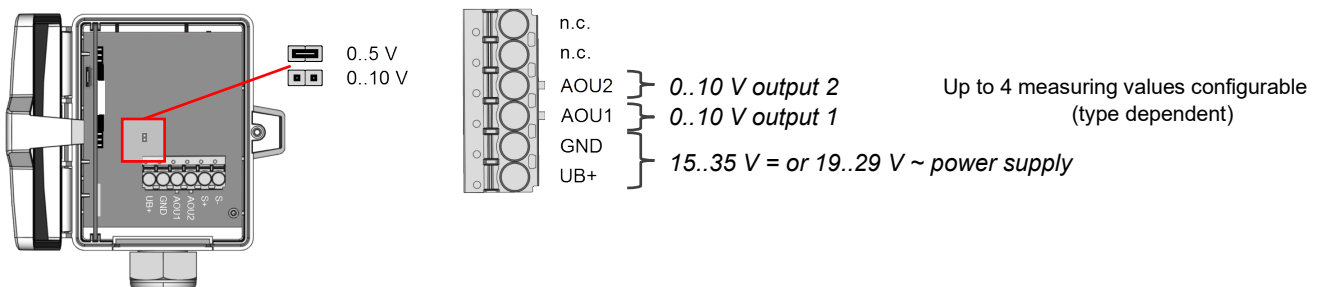 0..5 V
0..10 V
UB+
GND
AOU1
AOU2
S+
S-
n.c.
n.c.
AOU2
0..10 V output 2
AOU1
0..10 V output 1
GND
UB+
15..35 V = or 19..29 V ~ power supply
Up to 4 measuring values configurable
(type dependent)